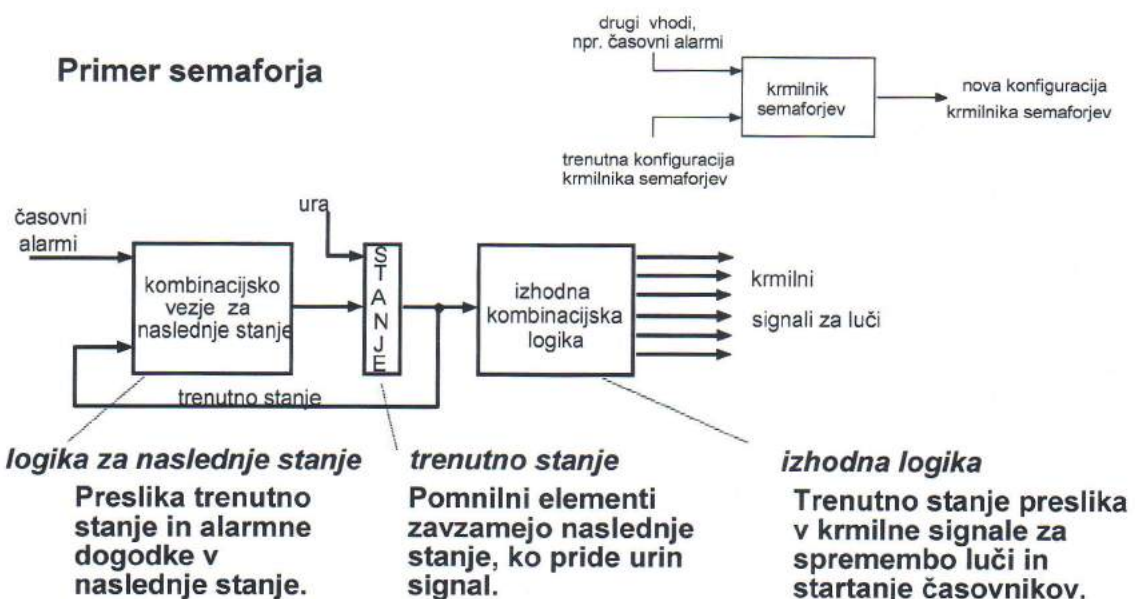 Primer semaforja
drugi vhodi,
npr. časovni alarmi
krmilnik
semaforjev
nova konfiguracija
krmilnika semaforjev
trenutna konfiguracija
krmilnika semaforjev
časovni
alarmi
ura
kombinacijsko
vezje za
naslednje stanje
STANJE
izhodna
kombinacijska
logika
krmilni
signali za luči
trenutno stanje
logika za naslednje stanje
Preslika trenutno
stanje in alarmne
dogodke v
naslednje stanje.
trenutno stanje
Pomnilni elementi
zavzamejo naslednje
stanje, ko pride urin
signal.
izhodna logika
Trenutno stanje preslika
v krmilne signale za
spremembo luči in
startanje časovnikov.